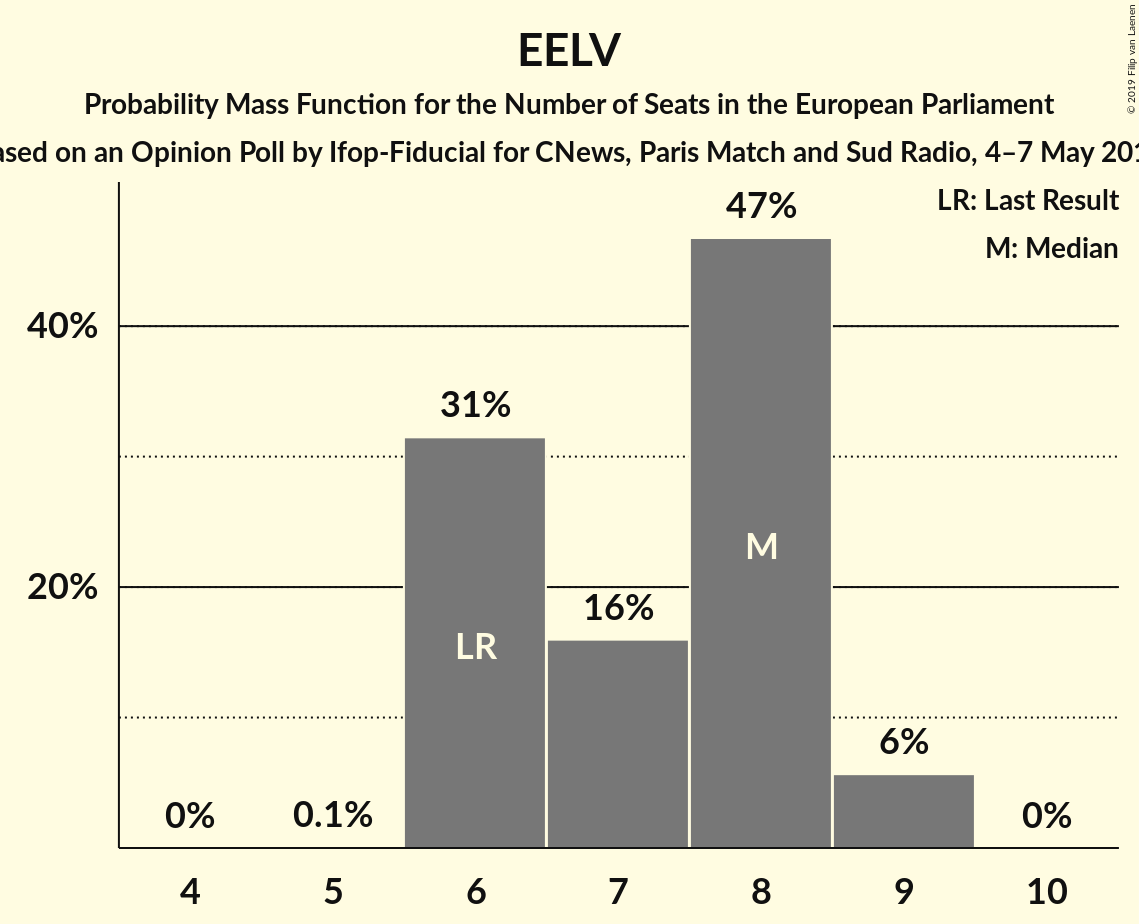 EELV
Probability Mass Function for the Number of Seats in the European Parliament
on an Opinion Poll by Ifop-Fiducial for CNews, Paris Match and Sud Radio, 4–7 May
© 2019 Filip van Laenen
LR: Last Result
M: Median
47%
40%
31%
M
20%
16%
LR
6%
0%
0.1%
0%
4
5
6
7
8
9
10